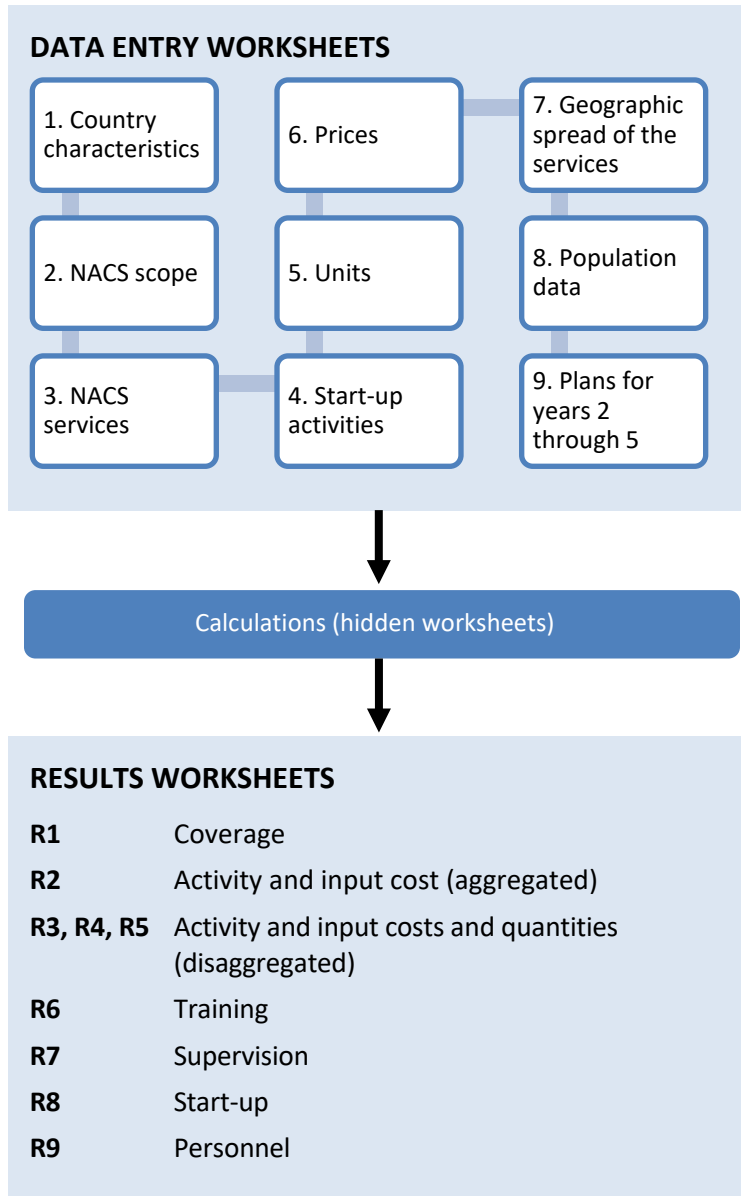 DATA ENTRY WORKSHEETS
1. Country
characteristics
2. NACS scope
3. NACS
services
4. Start-up
activities
5. Units
6. Prices
7. Geographic
spread of the
services
8. Population
data
9. Plans for
years 2
through 5
Calculations (hidden worksheets)
RESULTS WORKSHEETS
R1 Coverage
R2 Activity and input cost (aggregated)
R3, R4, R5 Activity and input costs and quantities
(disaggregated)
R6 Training
R7 Supervision
R8 Start-up
R9 Personnel